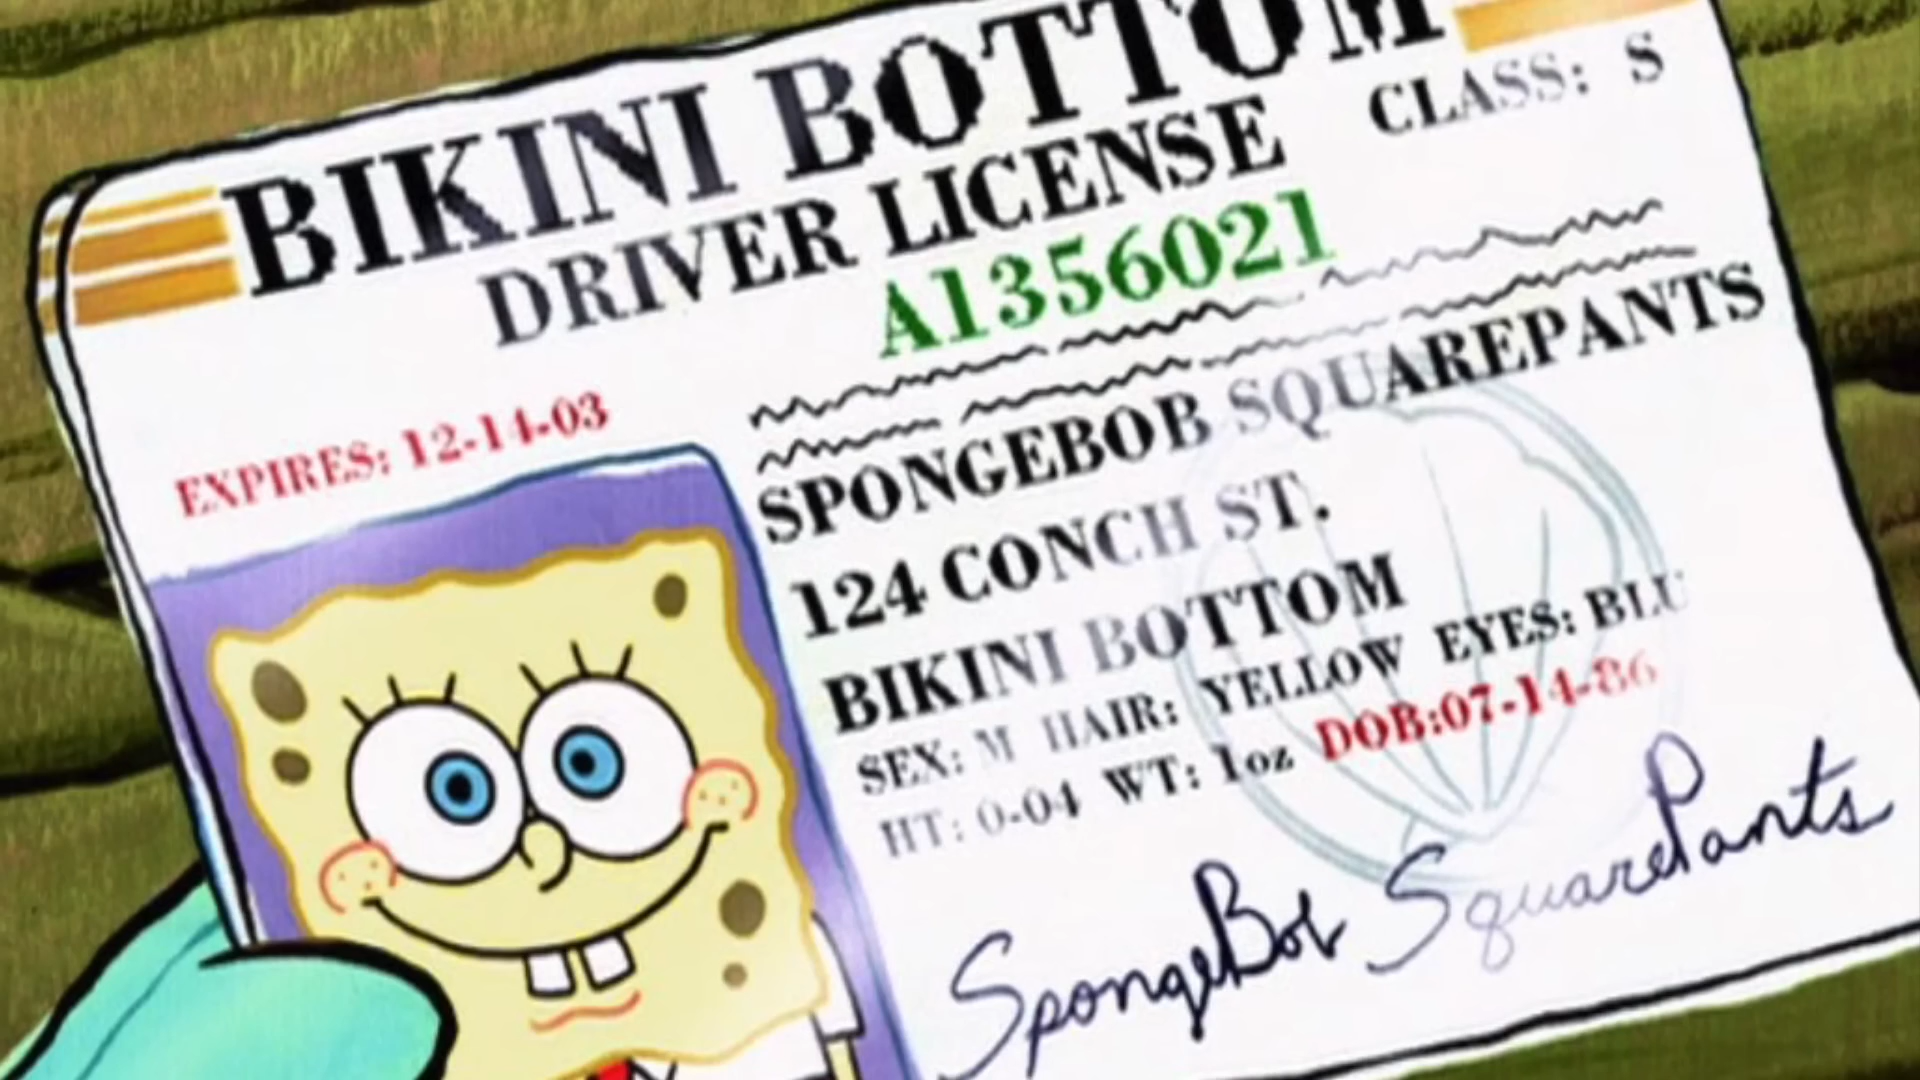 BIKINI BOTTOM
DRIVER LICENSE
CLASS: S
A1356021
EXPIRES: 12-14-03
SPONGEBOB SQUAREPANTS
124 CONCH ST.
BIKINI BOTTOM
SEX: M HAIR: YELLOW EYES: BLU
HT: 0-04 WT: 1oz DOB:07-14-86
SpongeBob SquarePants